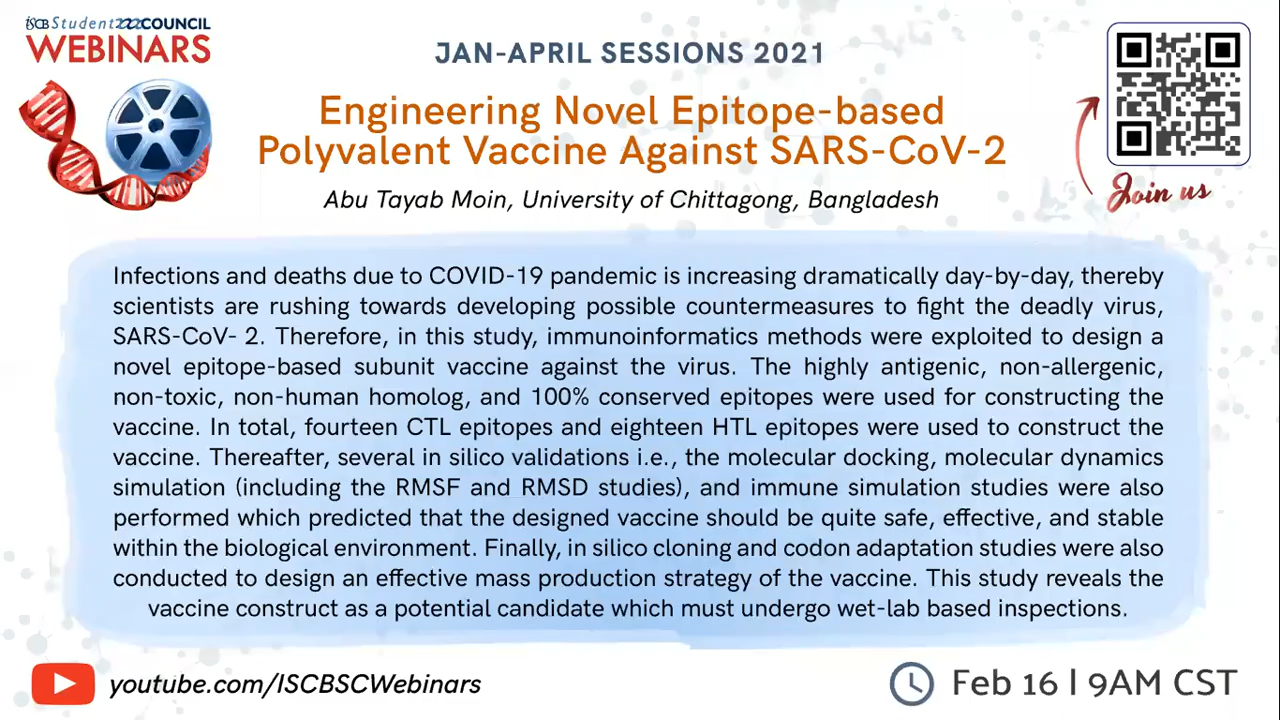 iSCB Student COUNCIL
WEBINARS
JAN-APRIL SESSIONS 2021
Engineering Novel Epitope-based
Polyvalent Vaccine Against SARS-CoV-2
Abu Tayab Moin, University of Chittagong, Bangladesh
Join us
Infections and deaths due to COVID-19 pandemic is increasing dramatically day-by-day, thereby
scientists are rushing towards developing possible countermeasures to fight the deadly virus,
SARS-CoV- 2. Therefore, in this study, immunoinformatics methods were exploited to design a
novel epitope-based subunit vaccine against the virus. The highly antigenic, non-allergenic,
non-toxic, non-human homolog, and 100% conserved epitopes were used for constructing the
vaccine. In total, fourteen CTL epitopes and eighteen HTL epitopes were used to construct the
vaccine. Thereafter, several in silico validations i.e., the molecular docking, molecular dynamics
simulation (including the RMSF and RMSD studies), and immune simulation studies were also
performed which predicted that the designed vaccine should be quite safe, effective, and stable
within the biological environment. Finally, in silico cloning and codon adaptation studies were also
conducted to design an effective mass production strategy of the vaccine. This study reveals the
vaccine construct as a potential candidate which must undergo wet-lab based inspections.
youtube.com/ISCBSCWebinars
Feb 16 | 9AM CST